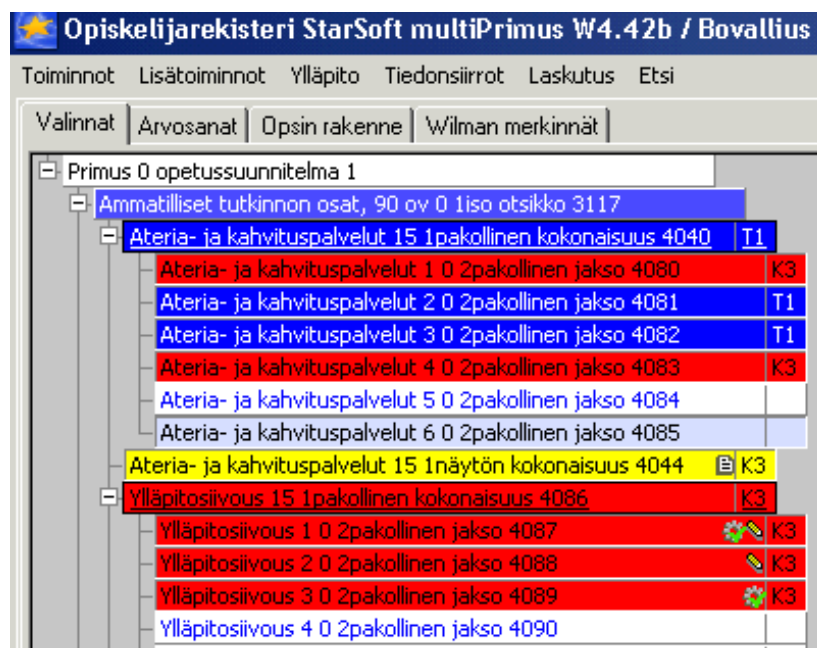 Opiskelijarekisteri StarSoft multiPrimus W4.42b / Bovallius
Toiminnot Lisätoiminnot Ylläpito Tiedonsiirrot Laskutus Etsi
Valinnat Arvosanat Opsin rakenne Wilman merkinnät
Primus 0 opetussuunnitelma 1
Ammatilliset tutkinnon osat, 90 ov 0 1iso otsikko 3117
Ateria- ja kahvituspalvelut 15 1pakollinen kokonaisuus 4040 T1
Ateria- ja kahvituspalvelut 1 0 2pakollinen jakso 4080 K3
Ateria- ja kahvituspalvelut 2 0 2pakollinen jakso 4081 T1
Ateria- ja kahvituspalvelut 3 0 2pakollinen jakso 4082 T1
Ateria- ja kahvituspalvelut 4 0 2pakollinen jakso 4083 K3
Ateria- ja kahvituspalvelut 5 0 2pakollinen jakso 4084
Ateria- ja kahvituspalvelut 6 0 2pakollinen jakso 4085
Ateria- ja kahvituspalvelut 15 1näytön kokonaisuus 4044 K3
Ylläpitosiivous 15 1pakollinen kokonaisuus 4086 K3
Ylläpitosiivous 1 0 2pakollinen jakso 4087 K3
Ylläpitosiivous 2 0 2pakollinen jakso 4088 K3
Ylläpitosiivous 3 0 2pakollinen jakso 4089 K3
Ylläpitosiivous 4 0 2pakollinen jakso 4090